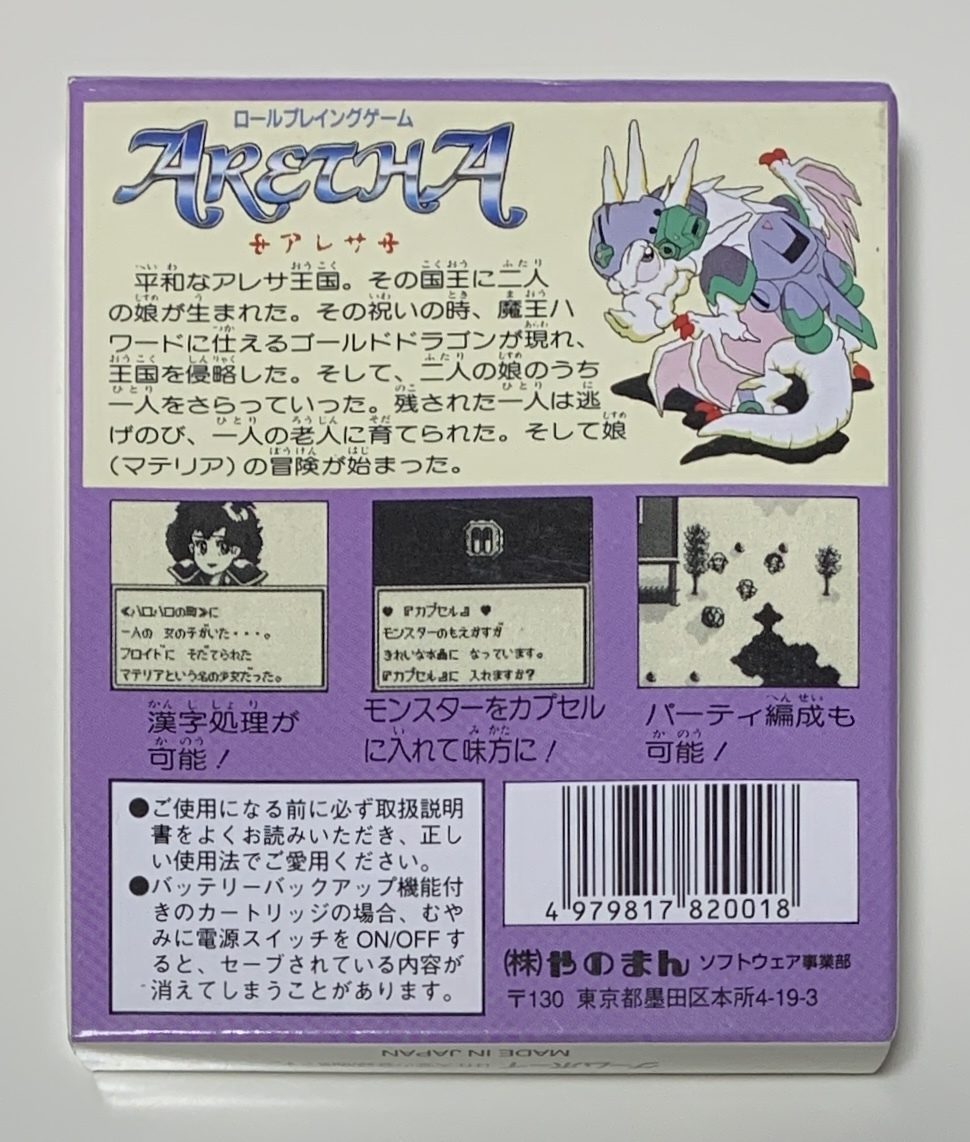 ロールプレイングゲーム
ARETHA
アレサ
平和なアレサ王国。その国王に二人
の娘が生まれた。その祝いの時、魔王ハ
ワードに仕えるゴールドドラゴンが現れ、
王国を侵略した。そして、二人の娘のうち
一人をさらっていった。残された一人は逃
げのび、一人の老人に育てられた。そして娘
(マテリア)の冒険が始まった。
≪ハロハロの町≫に
一人の 女の子がいた・・・。
フロイドに そだてられた
マテリアという名の少女だった。
♥『カプセル』♥
モンスターのもえかすが
きれいな水晶に なっています。
『カプセル』に 入れますか?
漢字処理が
可能!
モンスターをカプセル
に入れて味方に!
パーティ編成も
可能!
●ご使用になる前に必ず取扱説明
書をよくお読みいただき、正し
い使用法でご愛用ください。
●バッテリーバックアップ機能付
きのカートリッジの場合、むや
みに電源スイッチをON/OFFす
ると、セーブされている内容が
消えてしまうことがあります。
4 979817 820018
(株)やのまん ソフトウェア事業部
〒130 東京都墨田区本所4-19-3
MADE IN JAPAN